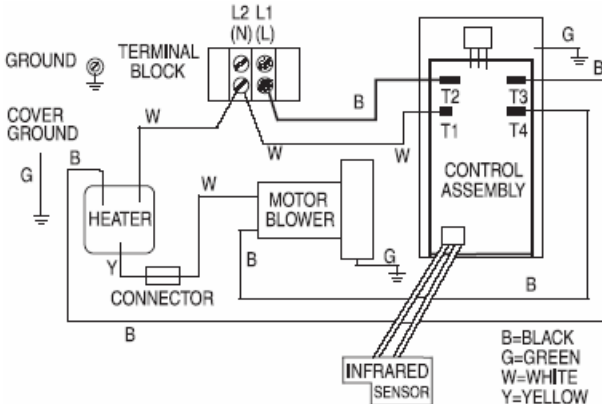 L2 L1
(N) (L)
GROUND
TERMINAL
BLOCK
G
B
B
T2 T3
T1 T4
COVER
GROUND
W
W
W
B
G
HEATER
W
MOTOR
BLOWER
CONTROL
ASSEMBLY
Y
B
G
B
CONNECTOR
B
INFRARED
SENSOR
B=BLACK
G=GREEN
W=WHITE
Y=YELLOW